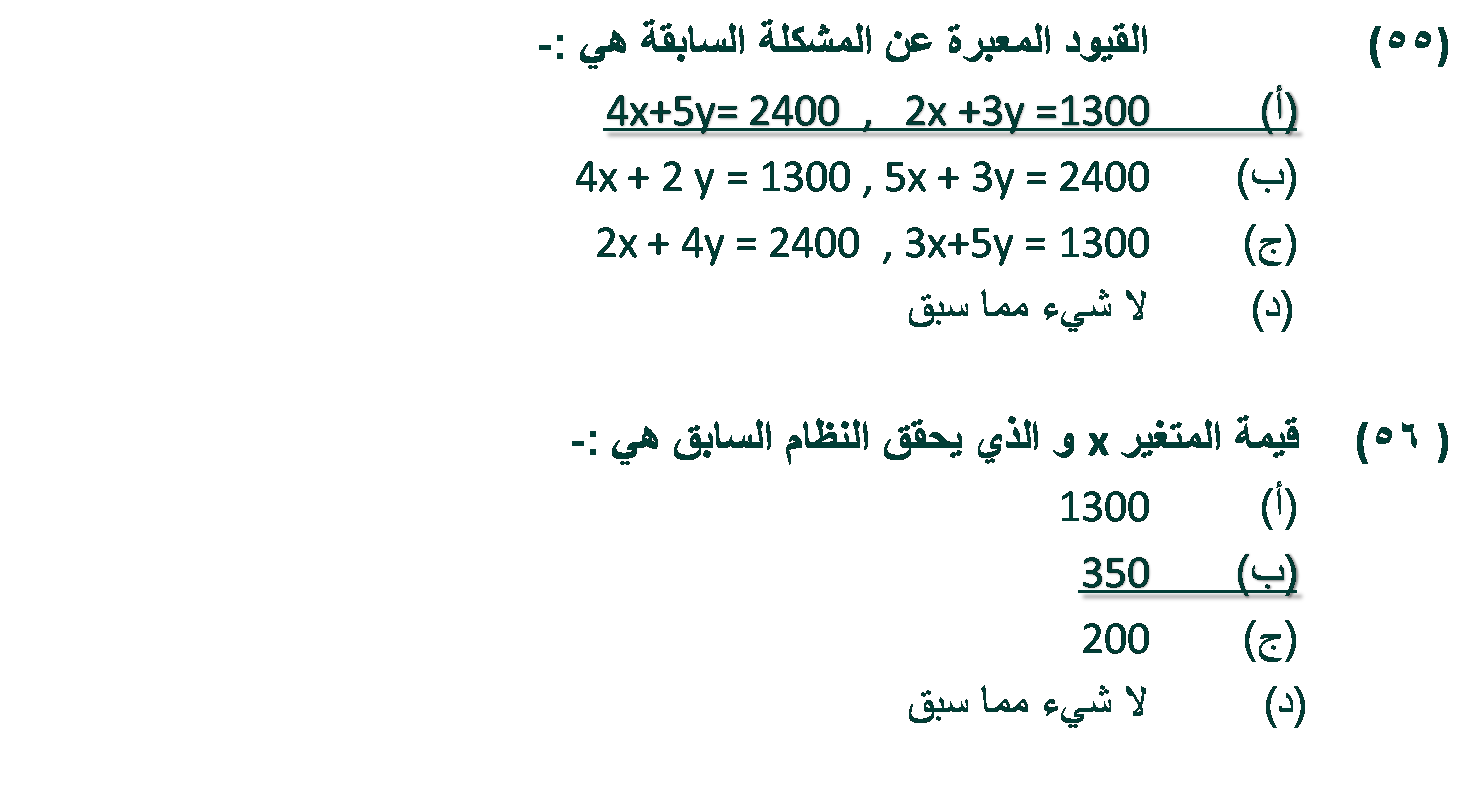 (٥٥) القيود المعبرة عن المشكلة السابقة هي :-
(أ) 4x+5y= 2400 , 2x +3y =1300
(ب) 4x + 2 y = 1300 , 5x + 3y = 2400
(ج) 2x + 4y = 2400 , 3x+5y = 1300
(د) لا شيء مما سبق
( ٥٦) قيمة المتغير x و الذي يحقق النظام السابق هي :-
(أ) 1300
(ب) 350
(ج) 200
(د) لا شيء مما سبق